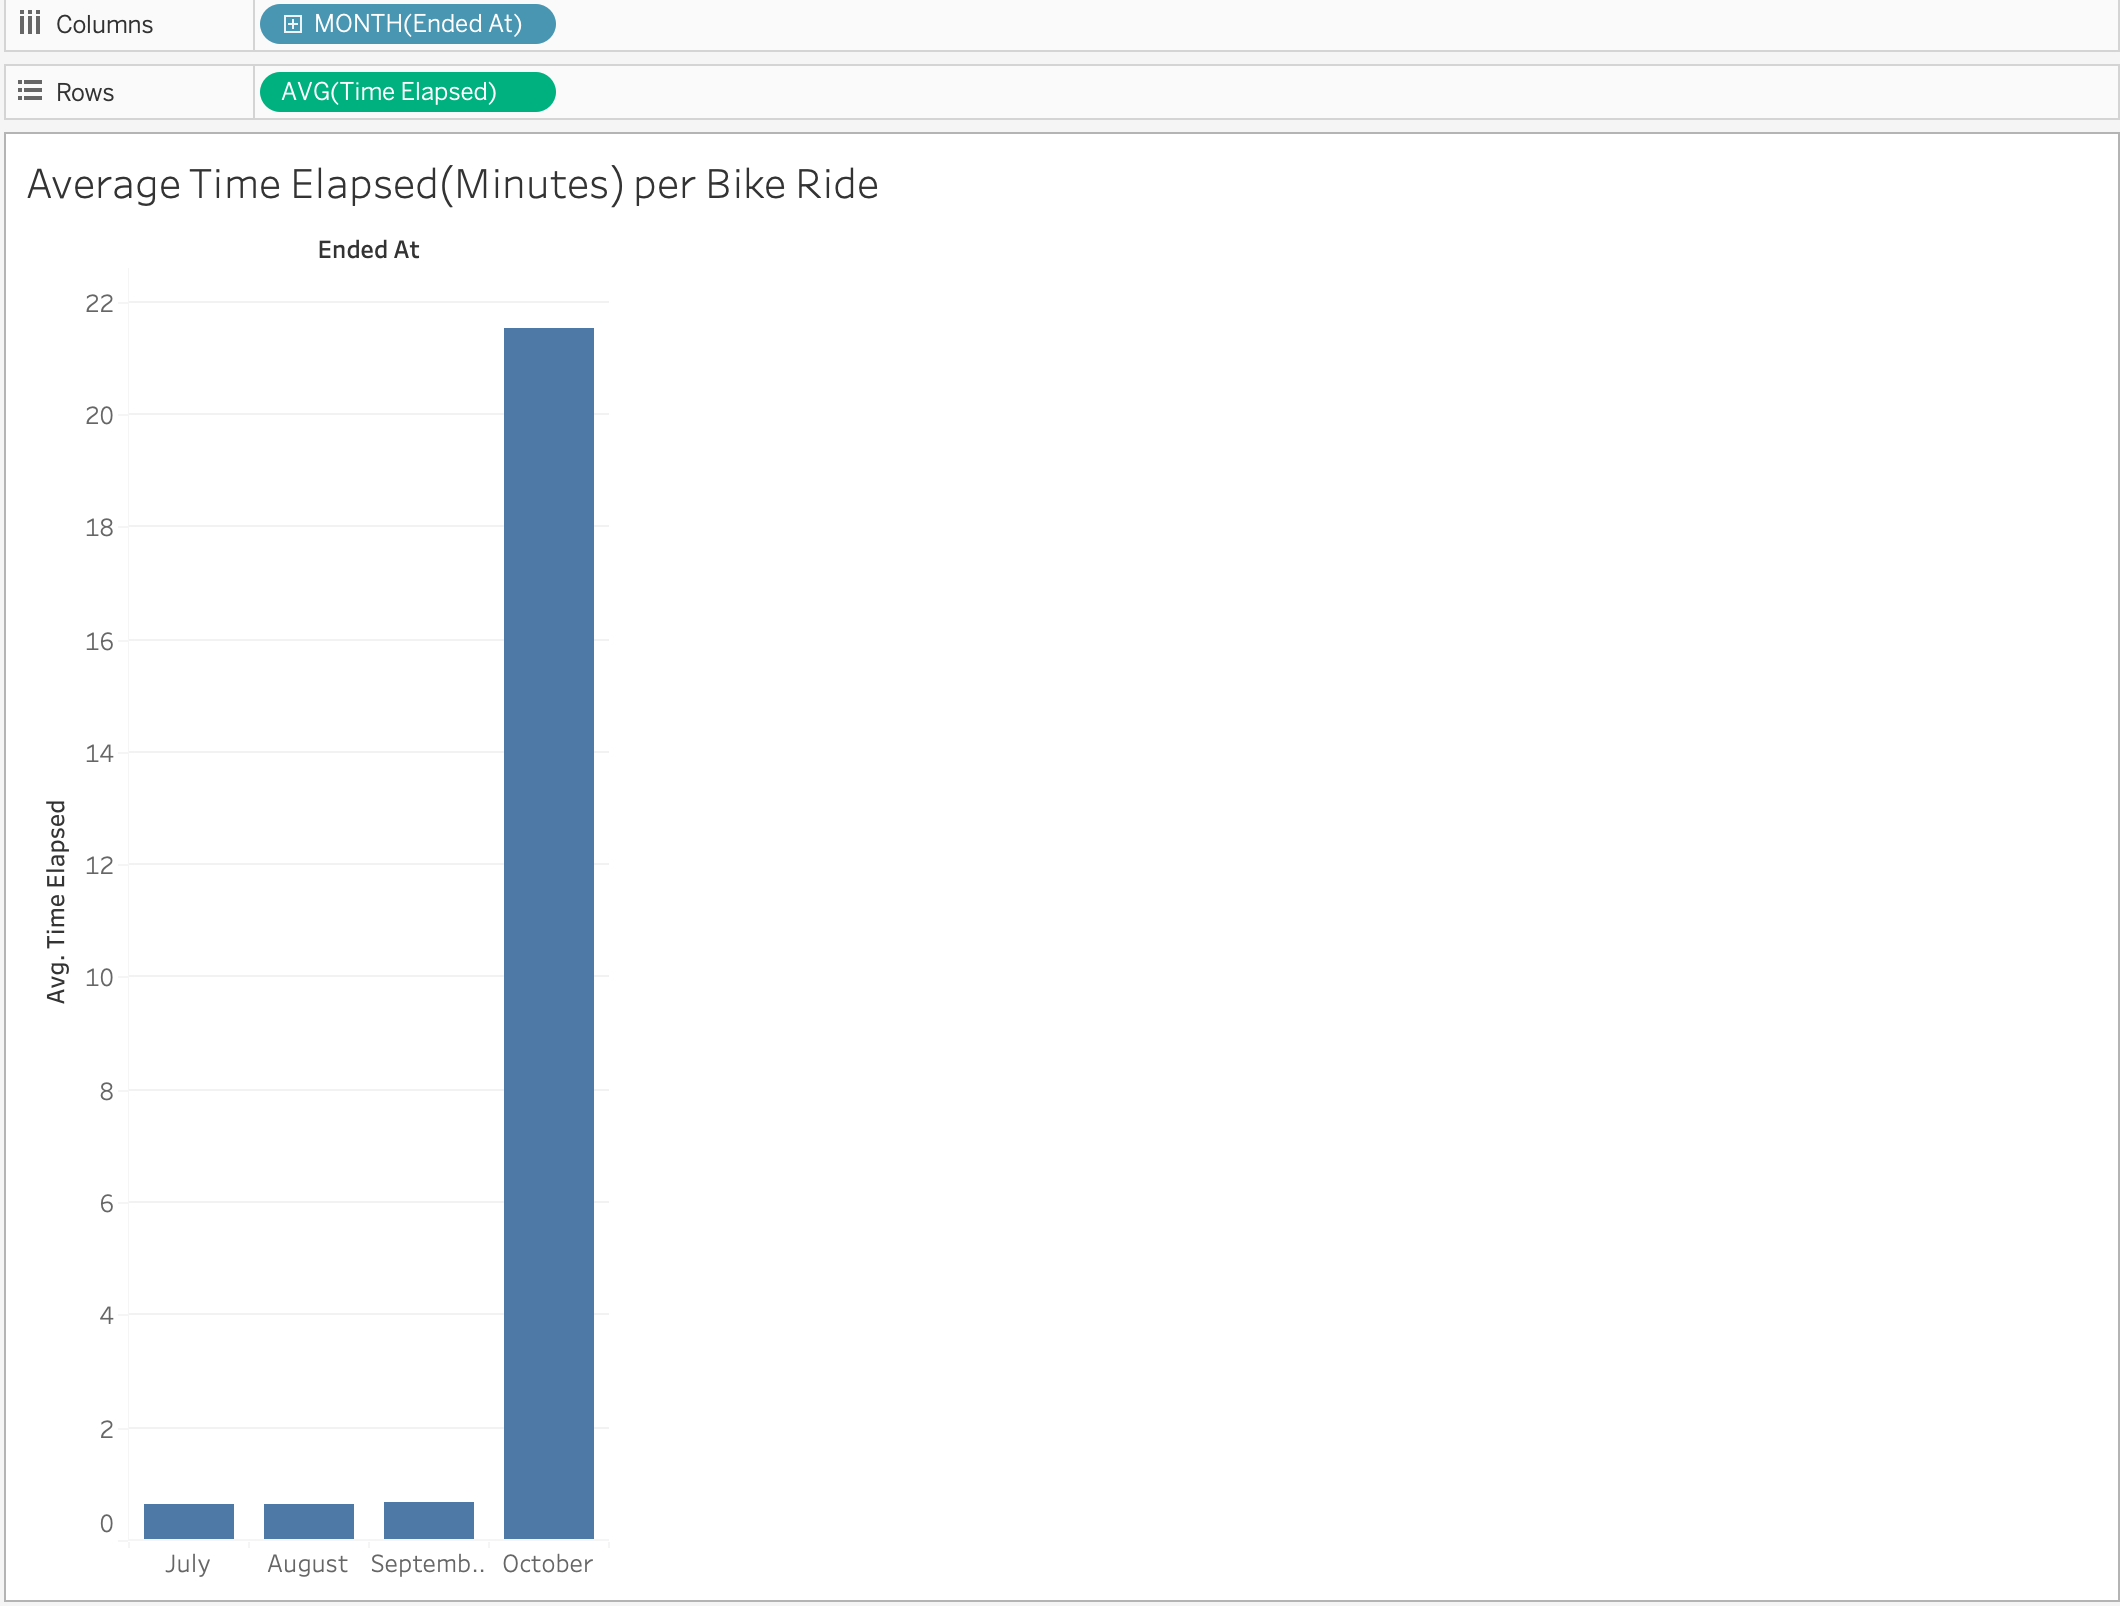 Columns
MONTH(Ended At)
Rows
AVG(Time Elapsed)
Average Time Elapsed(Minutes) per Bike Ride
Ended At
22
20
18
16
14
12
10
8
6
4
2
0
Avg. Time Elapsed
July August Septemb.. October